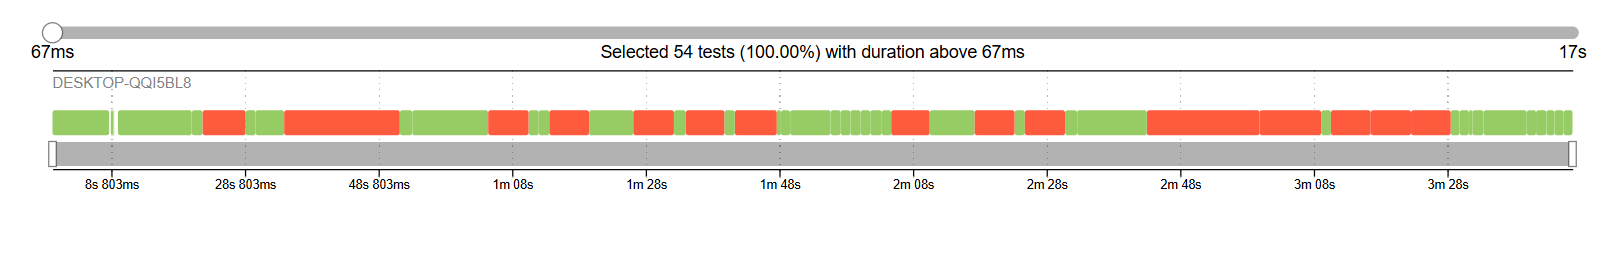 67ms Selected 54 tests (100.00%) with duration above 67ms 17s
DESKTOP-QQI5BL8
8s 803ms 28s 803ms 48s 803ms 1m 08s 1m 28s 1m 48s 2m 08s 2m 28s 2m 48s 3m 08s 3m 28s